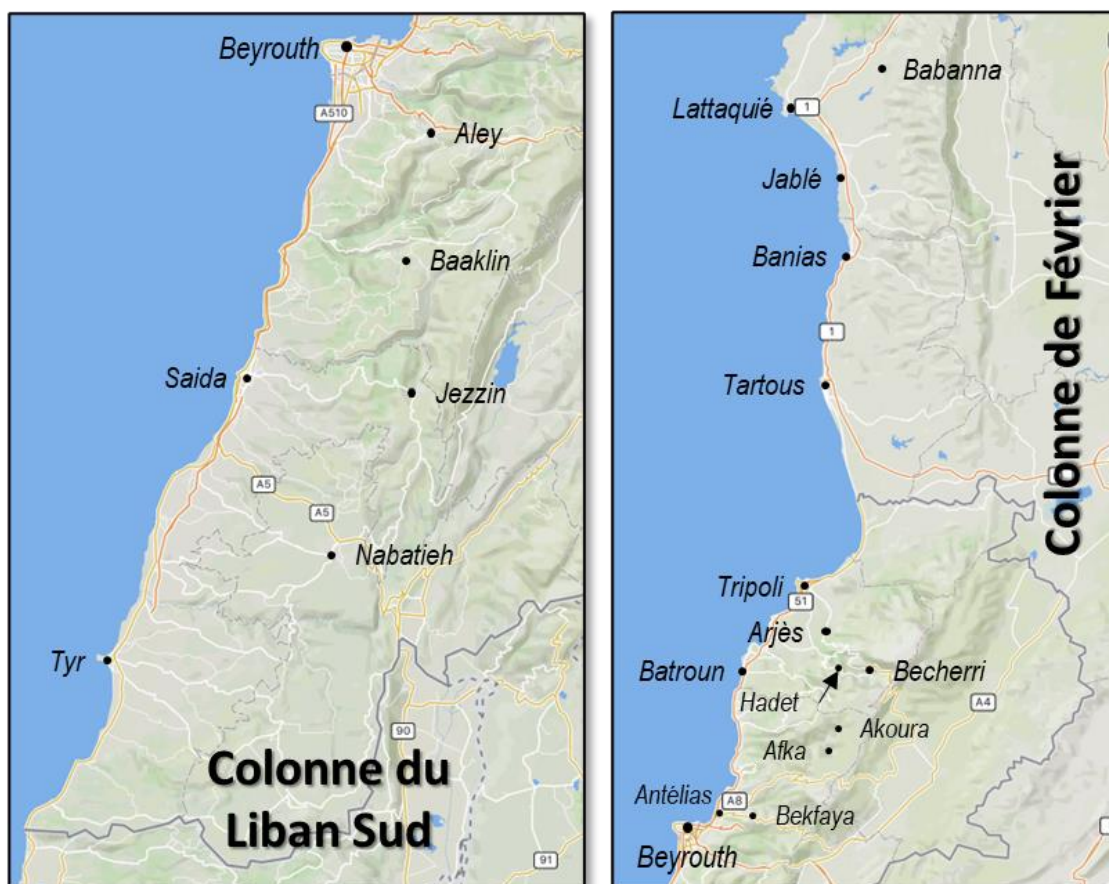 Beyrouth
A510
Aley
Baaklin
Saida
Jezzin
A5
A5
Nabatieh
Tyr
90
Colonne du
Liban Sud
91
Babanna
Lattaquié
1
Jablé
Banias
1
Tartous
Colonne de Février
Tripoli
51
Arjès
Batroun
Becherri
Hadet
A4
Akoura
Afka
Antélias
A8
Bekfaya
Beyrouth